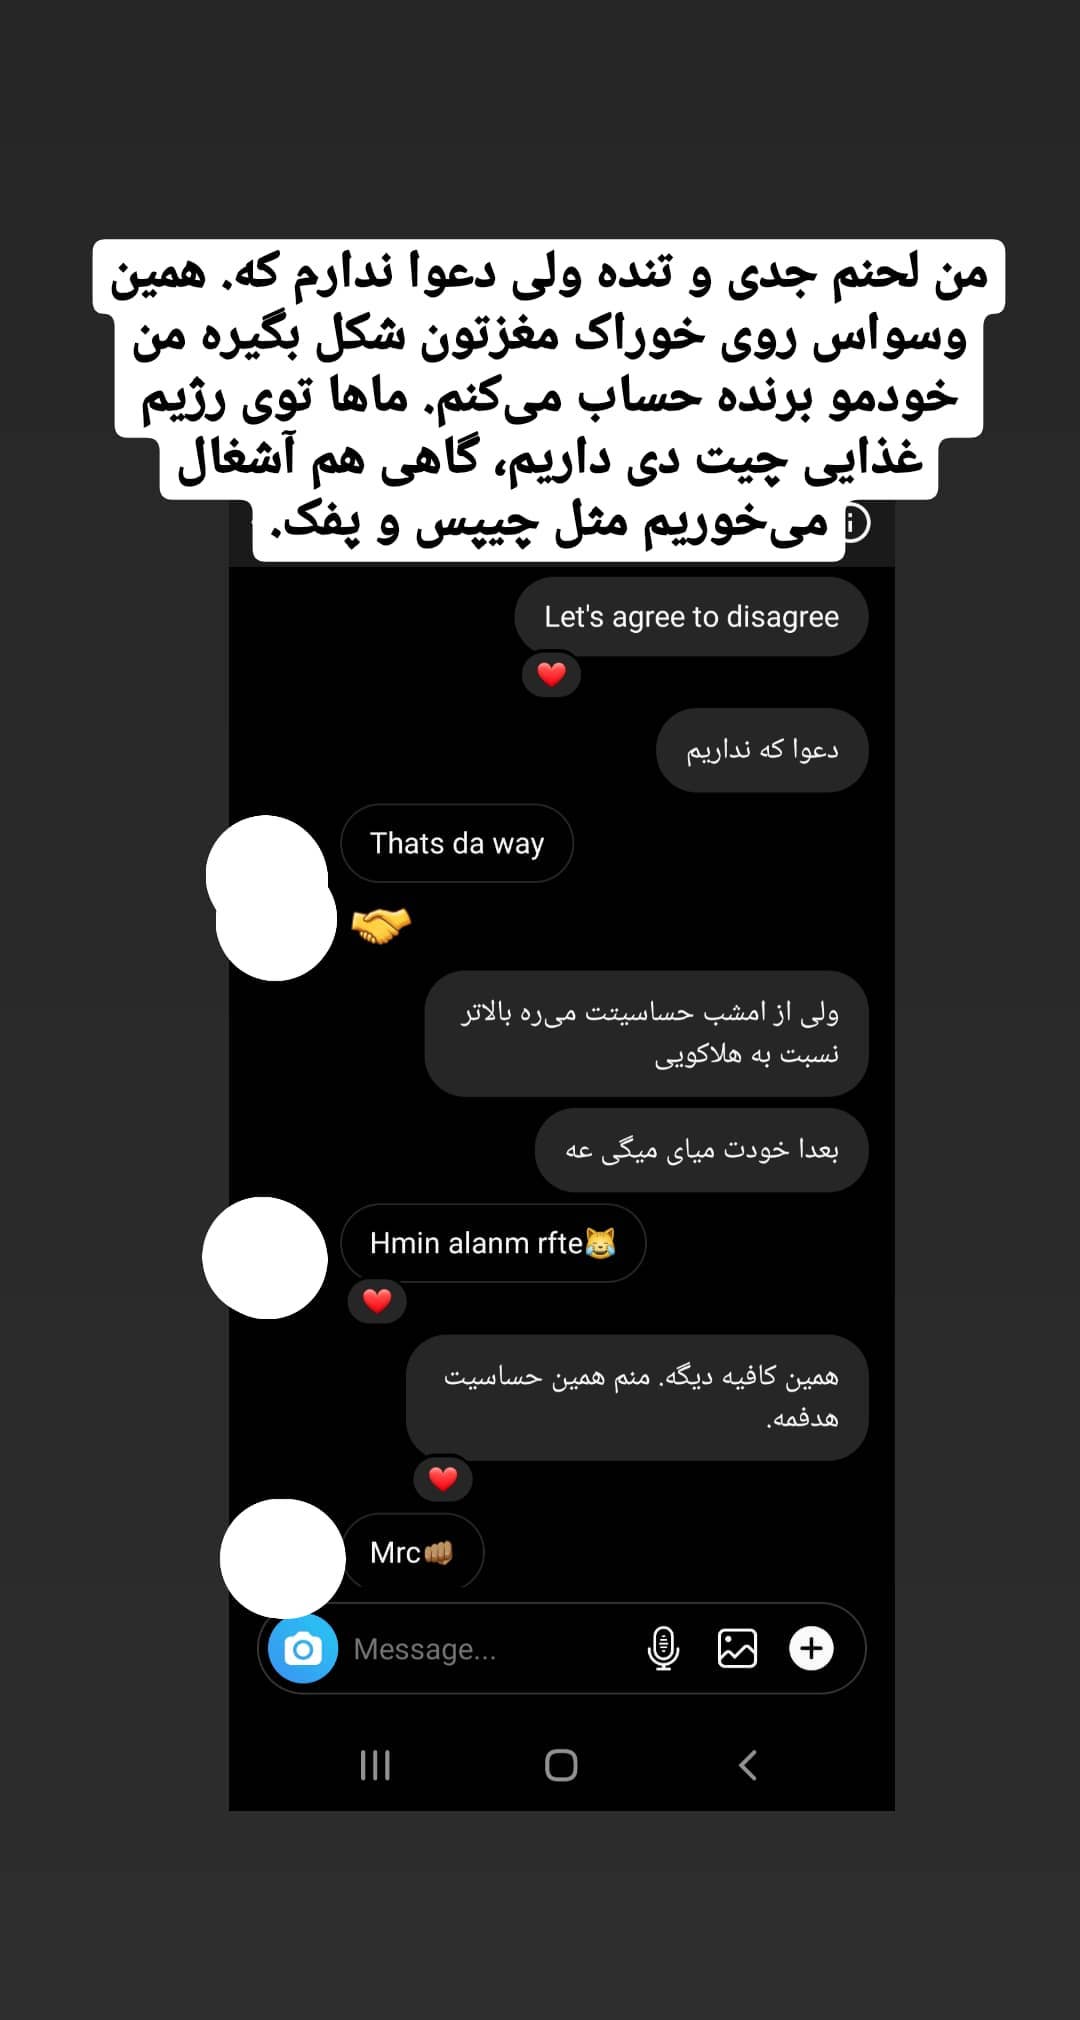 من لحنم جدی و تنده ولی دعوا ندارم که. همین
وسواس روی خوراک مغزتون شکل بگیره من
خودمو برنده حساب می‌کنم. ماها توی رژیم
غذایی چیت دی داریم، گاهی هم آشغال
می‌خوریم مثل چیپس و پفک.
Let's agree to disagree
دعوا که نداریم
Thats da way
ولی از امشب حساسیتت می‌ره بالاتر
نسبت به هلاکویی
بعدا خودت میای میگی عه
Hmin alanm rfte😹
همین کافیه دیگه. منم همین حساسیت
هدفمه.
Mrc👊🏽
Message...